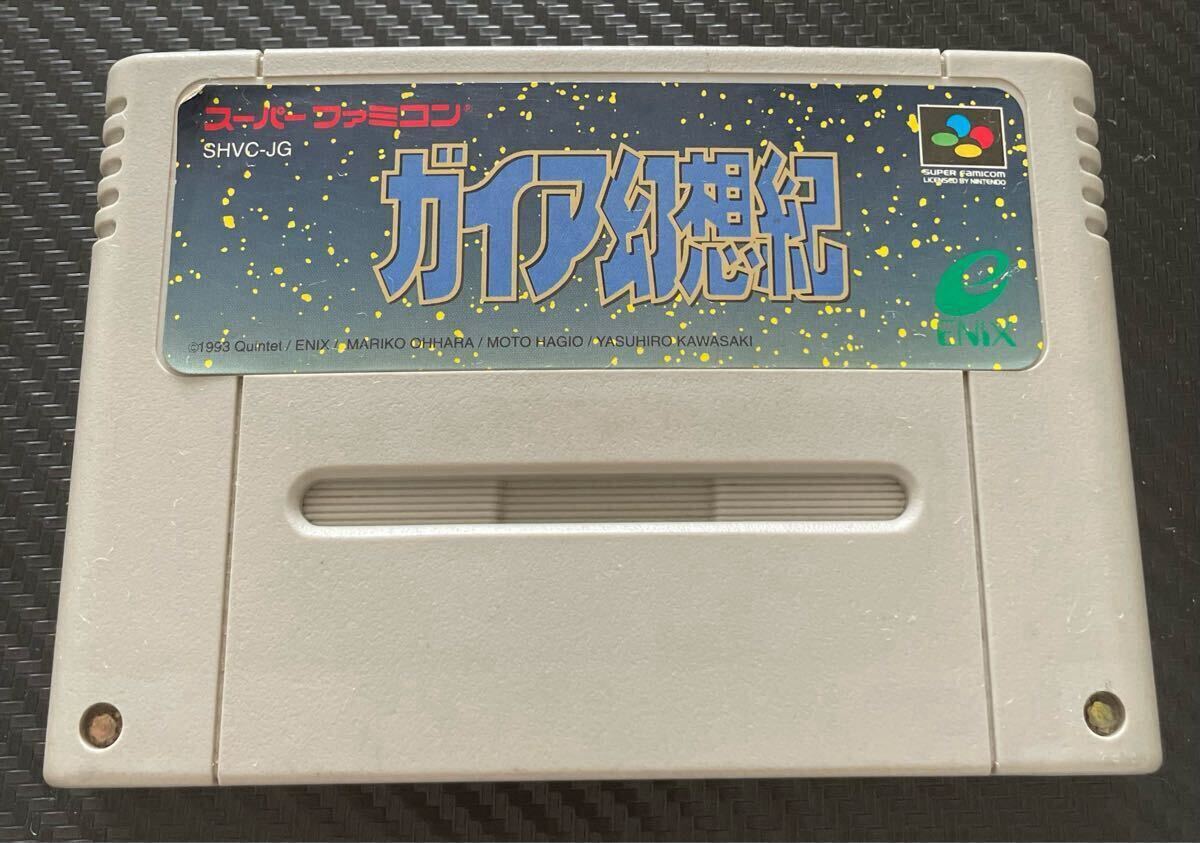 スーパーファミコン®
SHVC-JG
ガイア幻想紀
SUPER FAMICOM
LICENSED BY NINTENDO
ENIX
©1993 Quintet / ENIX / MARIKO OHHARA / MOTO HAGIO / YASUHIRO KAWASAKI